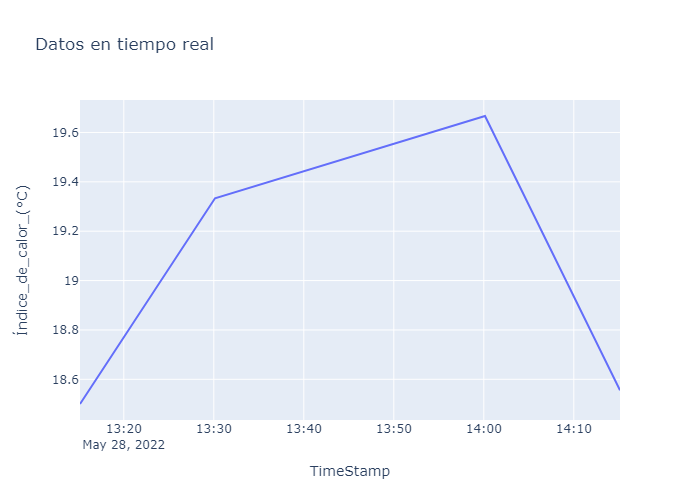 Datos en tiempo real
Índice_de_calor_(°C)
19.6
19.4
19.2
19
18.8
18.6
13:20 13:30 13:40 13:50 14:00 14:10
May 28, 2022
TimeStamp